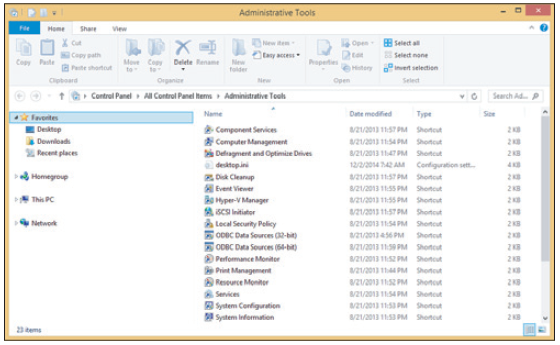 Administrative Tools
File Home Share View
Copy Paste Cut Copy path Paste shortcut Move to Copy to Delete Rename New folder New item Easy access Properties Open Edit History Select all Select none Invert selection
Clipboard Organize New Open Select
Control Panel All Control Panel Items Administrative Tools Search Ad...
Favorites
Desktop
Downloads
Recent places
Homegroup
This PC
Network
Name Date modified Type Size
Component Services 8/21/2013 11:57 PM Shortcut 2 KB
Computer Management 8/21/2013 11:54 PM Shortcut 2 KB
Defragment and Optimize Drives 8/21/2013 11:47 PM Shortcut 2 KB
desktop.ini 12/2/2014 7:42 AM Configuration sett... 4 KB
Disk Cleanup 8/21/2013 11:57 PM Shortcut 2 KB
Event Viewer 8/21/2013 11:55 PM Shortcut 2 KB
Hyper-V Manager 8/21/2013 11:55 PM Shortcut 2 KB
iSCSI Initiator 8/21/2013 11:57 PM Shortcut 2 KB
Local Security Policy 8/21/2013 11:54 PM Shortcut 2 KB
ODBC Data Sources (32-bit) 8/21/2013 4:56 PM Shortcut 2 KB
ODBC Data Sources (64-bit) 8/21/2013 11:59 PM Shortcut 2 KB
Performance Monitor 8/21/2013 11:52 PM Shortcut 2 KB
Print Management 8/21/2013 11:44 PM Shortcut 2 KB
Resource Monitor 8/21/2013 11:52 PM Shortcut 2 KB
Services 8/21/2013 11:54 PM Shortcut 2 KB
System Configuration 8/21/2013 11:53 PM Shortcut 2 KB
System Information 8/21/2013 11:53 PM Shortcut 2 KB
23 items